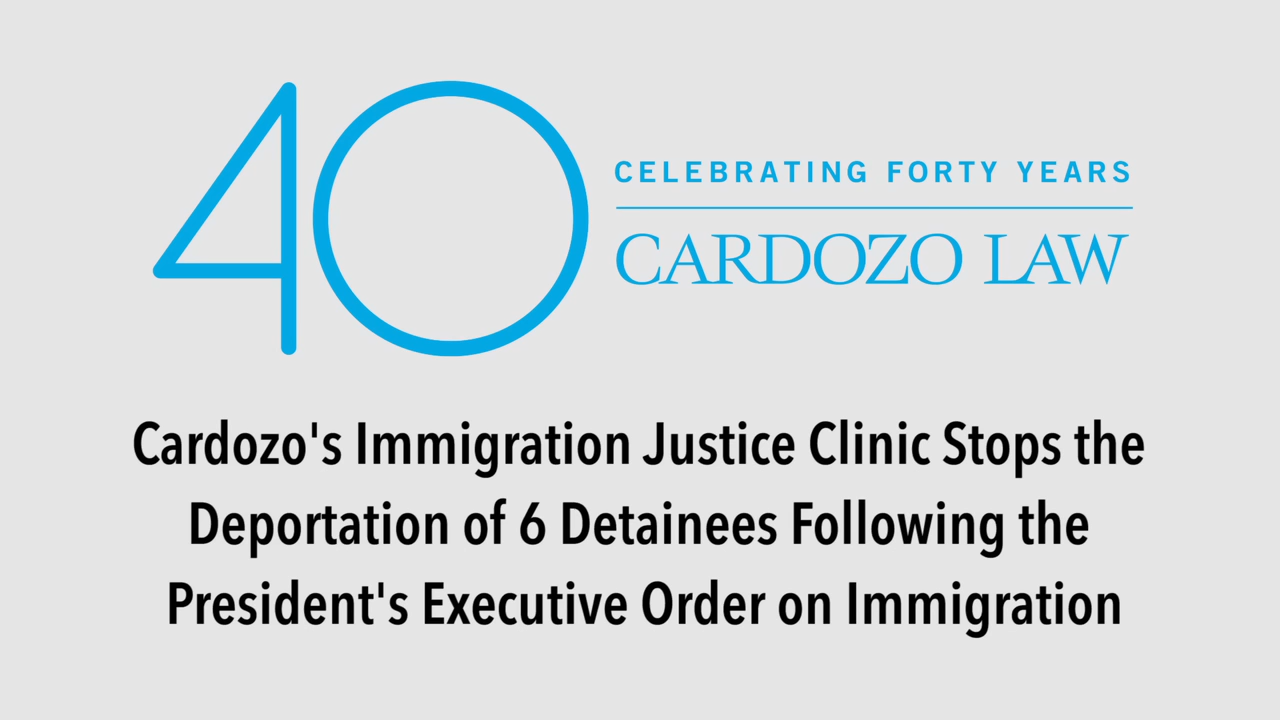 40
CELEBRATING FORTY YEARS
CARDOZO LAW
Cardozo's Immigration Justice Clinic Stops the
Deportation of 6 Detainees Following the
President's Executive Order on Immigration